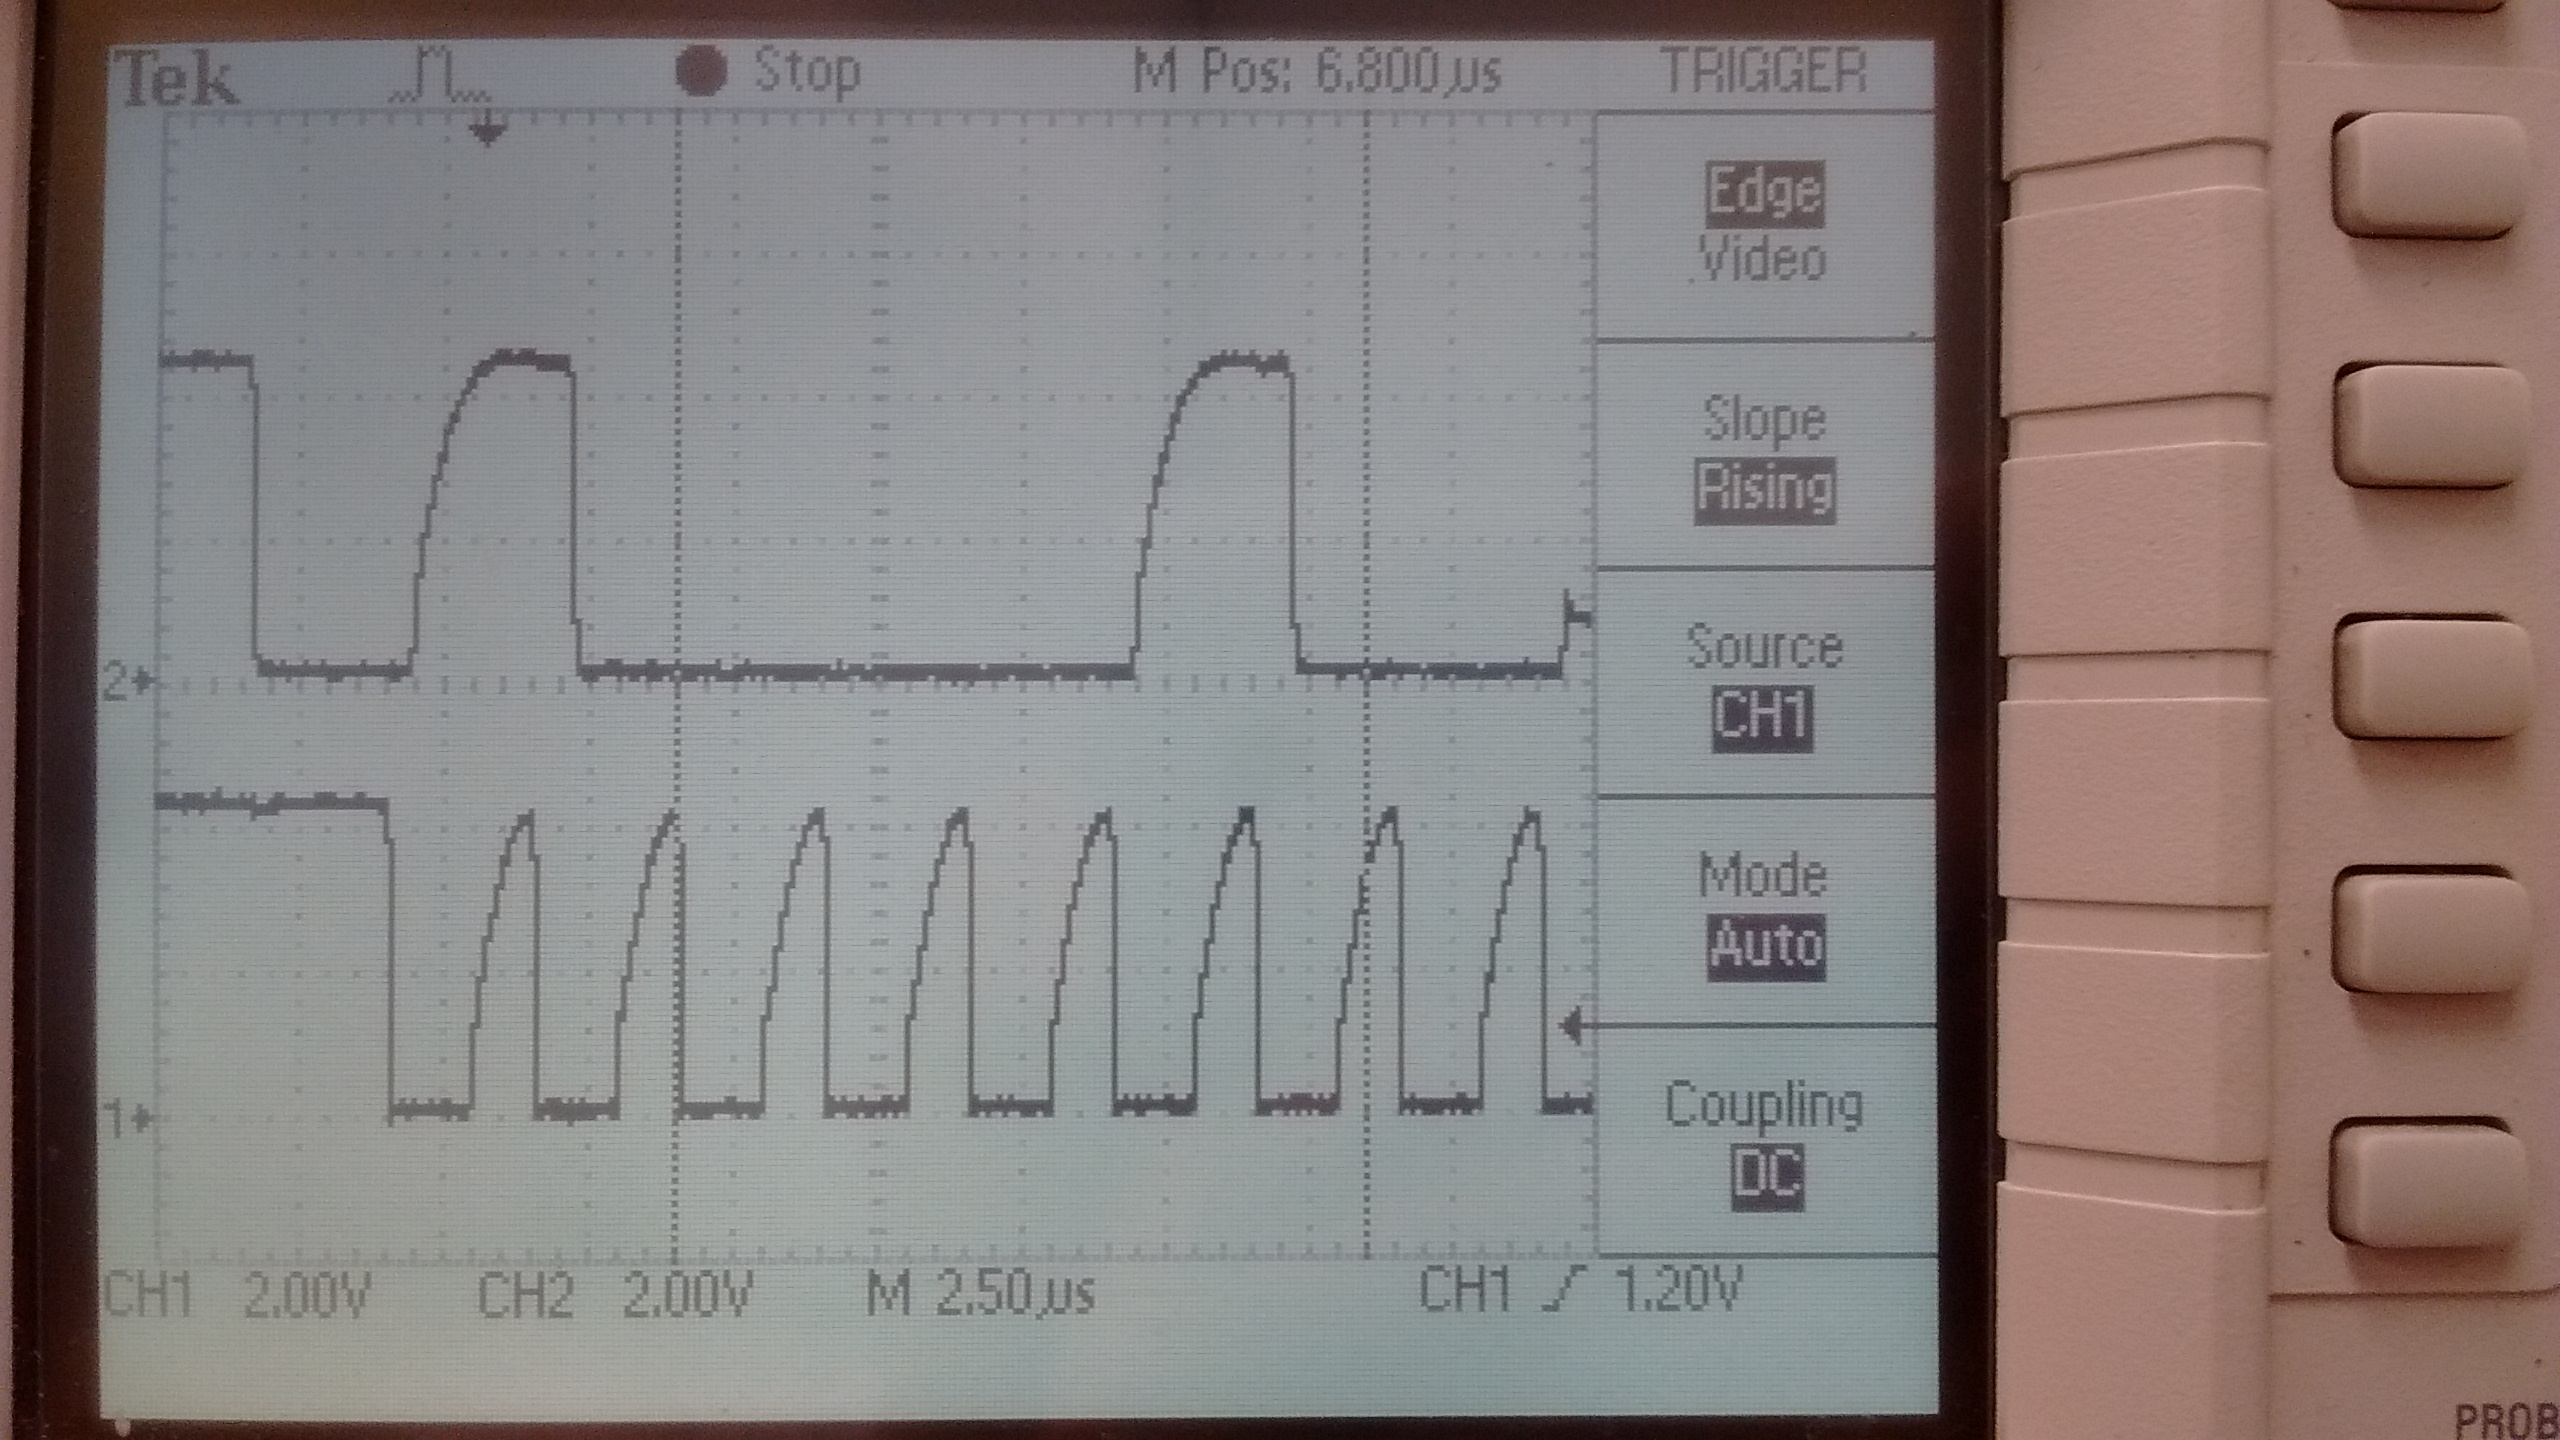 Tek Stop M Pos: 6.800µs TRIGGER
Edge
Video
Slope
Rising
Source
CH1
Mode
Auto
Coupling
DC
2
1
CH1 2.00V CH2 2.00V M 2.50µs CH1 1.20V
PROB